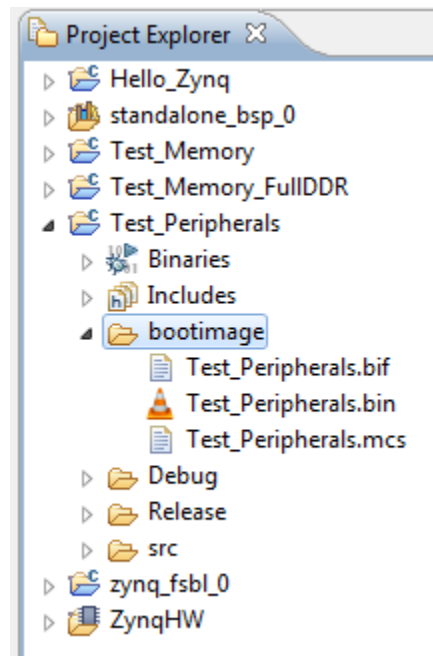 Project Explorer
Hello_Zynq
standalone_bsp_0
Test_Memory
Test_Memory_FullDDR
Test_Peripherals
Binaries
Includes
bootimage
Test_Peripherals.bif
Test_Peripherals.bin
Test_Peripherals.mcs
Debug
Release
src
zynq_fsbl_0
ZynqHW